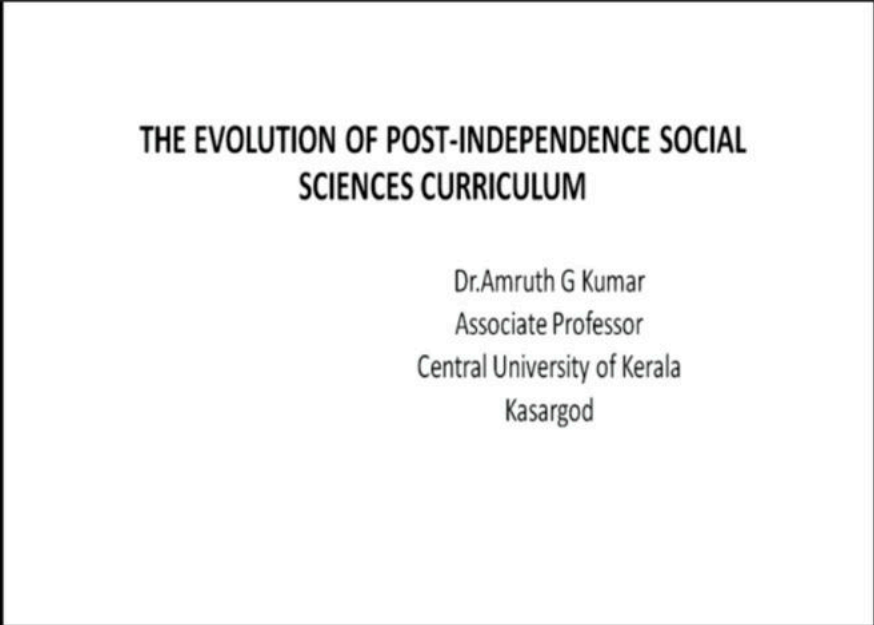 THE EVOLUTION OF POST-INDEPENDENCE SOCIAL
SCIENCES CURRICULUM
Dr.Amruth G Kumar
Associate Professor
Central University of Kerala
Kasargod